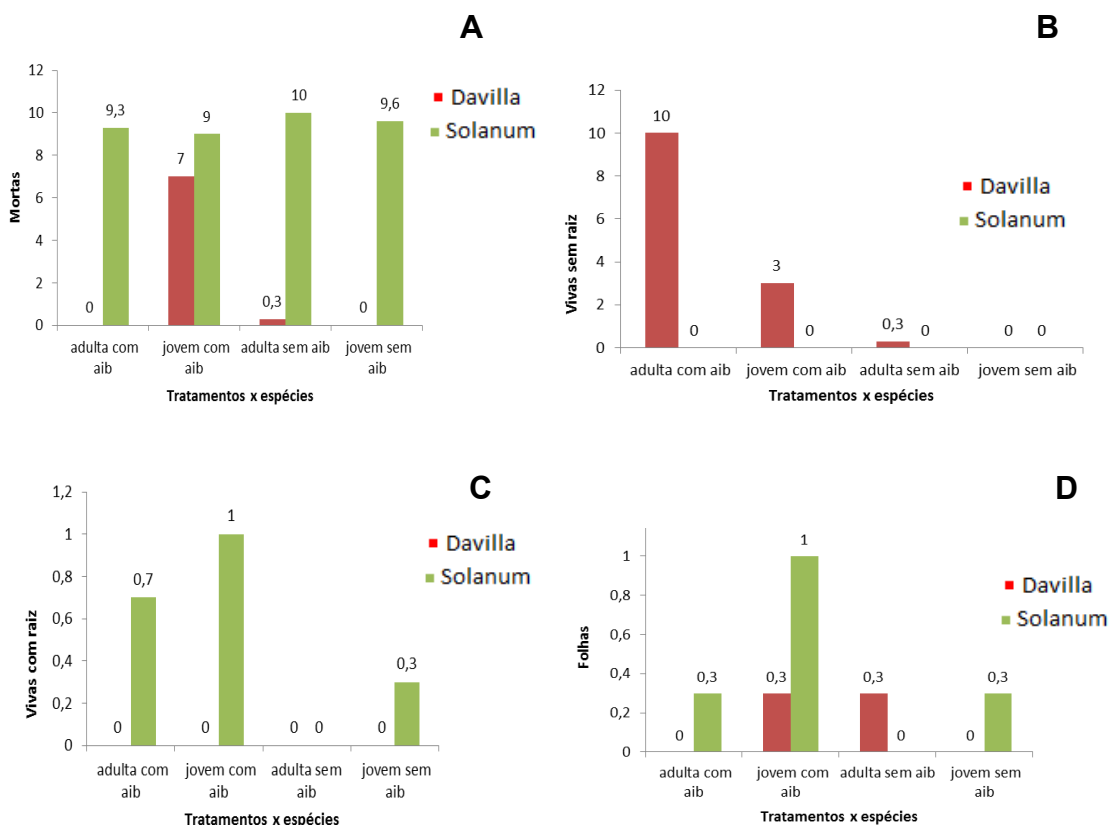 A
Mortas
12
10
8
6
4
2
0
9,3
9
10
9,6
7
0
0,3
0
Davilla
Solanum
adulta com aib
jovem com aib
adulta sem aib
jovem sem aib
Tratamentos x espécies
B
Vivas sem raiz
12
10
8
6
4
2
0
10
0
3
0
0,3
0
0
0
Davilla
Solanum
adulta com aib
jovem com aib
adulta sem aib
jovem sem aib
Tratamentos x espécies
C
Vivas com raiz
1,2
1
0,8
0,6
0,4
0,2
0
0
0,7
0
1
0
0
0
0,3
Davilla
Solanum
adulta com
aib
jovem com
aib
adulta sem
aib
jovem sem
aib
Tratamentos x espécies
D
Folhas
1
0,8
0,6
0,4
0,2
0
0
0,3
0,3
1
0,3
0
0
0,3
Davilla
Solanum
adulta com
aib
jovem com
aib
adulta sem aib
jovem sem
aib
Tratamentos x espécies